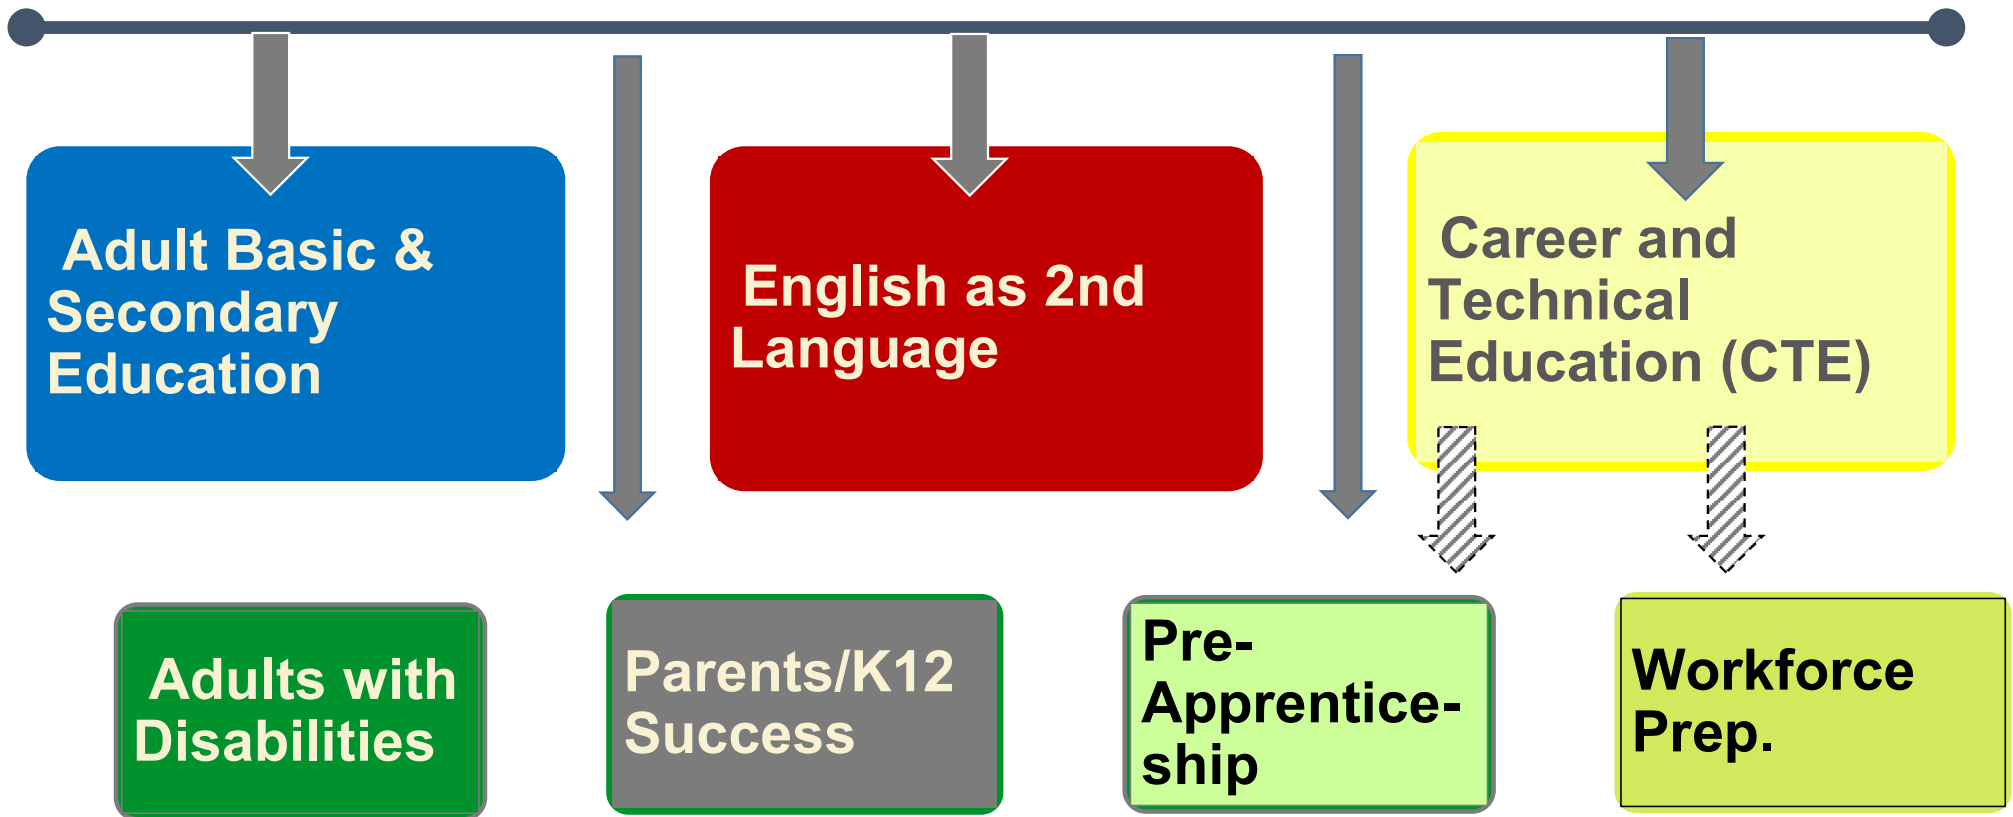 Adult Basic &
Secondary
Education
English as 2nd
Language
Career and
Technical
Education (CTE)
Adults with
Disabilities
Parents/K12
Success
Pre-
Apprentice-
ship
Workforce
Prep.